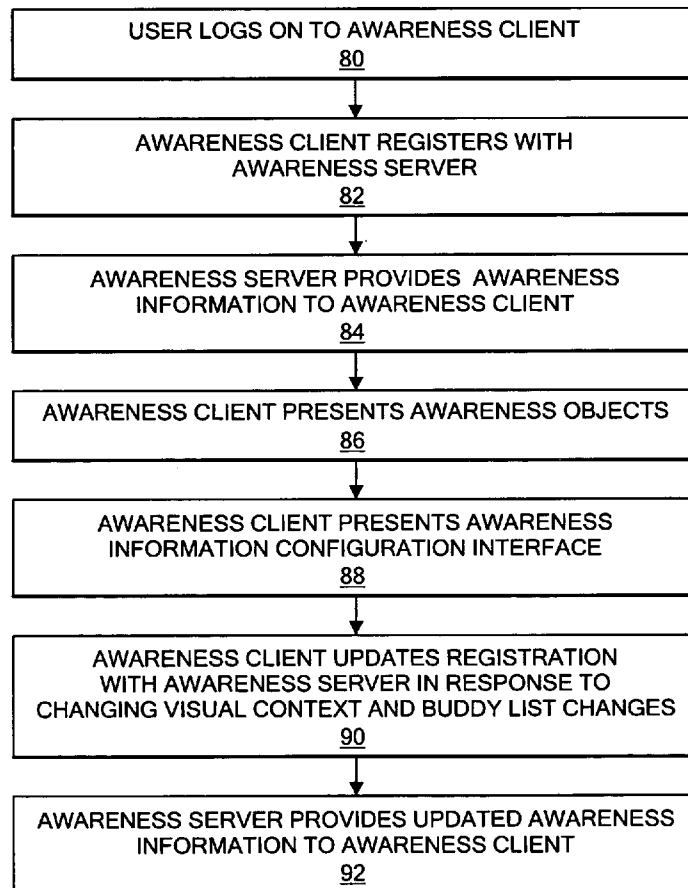 USER LOGS ON TO AWARENESS CLIENT
80
AWARENESS CLIENT REGISTERS WITH
AWARENESS SERVER
82
AWARENESS SERVER PROVIDES AWARENESS
INFORMATION TO AWARENESS CLIENT
84
AWARENESS CLIENT PRESENTS AWARENESS OBJECTS
86
AWARENESS CLIENT PRESENTS AWARENESS
INFORMATION CONFIGURATION INTERFACE
88
AWARENESS CLIENT UPDATES REGISTRATION
WITH AWARENESS SERVER IN RESPONSE TO
CHANGING VISUAL CONTEXT AND BUDDY LIST CHANGES
90
AWARENESS SERVER PROVIDES UPDATED AWARENESS
INFORMATION TO AWARENESS CLIENT
92